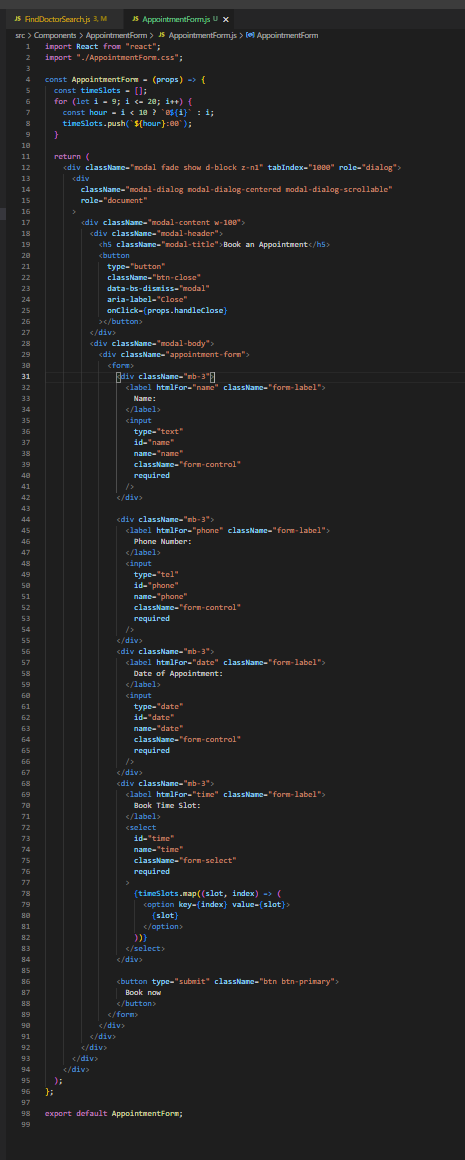 JS FindDoctorSearch.js 3, M JS AppointmentForm.js U ×
src > Components > AppointmentForm > JS AppointmentForm.js > AppointmentForm
1 import React from "react";
2 import "./AppointmentForm.css";
3
4 const AppointmentForm = (props) => {
5 const timeSlots = [];
6 for (let i = 9; i <= 20; i++) {
7 const hour = i < 10 ? `0${i}` : i;
8 timeSlots.push(`${hour}:00`);
9 }
10
11 return (
12 <div className="modal fade show d-block z-n1" tabIndex="1000" role="dialog">
13 <div
14 className="modal-dialog modal-dialog-centered modal-dialog-scrollable"
15 role="document"
16 >
17 <div className="modal-content w-100">
18 <div className="modal-header">
19 <h5 className="modal-title">Book an Appointment</h5>
20 <button
21 type="button"
22 className="btn-close"
23 data-bs-dismiss="modal"
24 aria-label="Close"
25 onClick={props.handleClose}
26 ></button>
27 </div>
28 <div className="modal-body">
29 <div className="appointment-form">
30 <form>
31 <div className="mb-3">
32 <label htmlFor="name" className="form-label">
33 Name:
34 </label>
35 <input
36 type="text"
37 id="name"
38 name="name"
39 className="form-control"
40 required
41 />
42 </div>
43
44 <div className="mb-3">
45 <label htmlFor="phone" className="form-label">
46 Phone Number:
47 </label>
48 <input
49 type="tel"
50 id="phone"
51 name="phone"
52 className="form-control"
53 required
54 />
55 </div>
56 <div className="mb-3">
57 <label htmlFor="date" className="form-label">
58 Date of Appointment:
59 </label>
60 <input
61 type="date"
62 id="date"
63 name="date"
64 className="form-control"
65 required
66 />
67 </div>
68 <div className="mb-3">
69 <label htmlFor="time" className="form-label">
70 Book Time Slot:
71 </label>
72 <select
73 id="time"
74 name="time"
75 className="form-select"
76 required
77 >
78 {timeSlots.map((slot, index) => (
79 <option key={index} value={slot}>
80 {slot}
81 </option>
82 ))}
83 </select>
84 </div>
85
86 <button type="submit" className="btn btn-primary">
87 Book now
88 </button>
89 </form>
90 </div>
91 </div>
92 </div>
93 </div>
94 </div>
95 );
96 };
97
98 export default AppointmentForm;
99